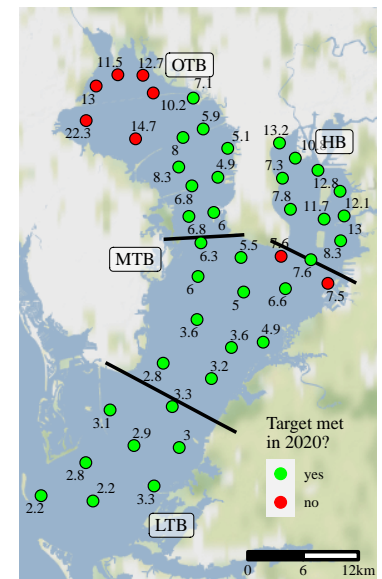 11.5 12.7 OTB
13 7.1
10.2
22.3 14.7 5.9
8 5.1 13.2 HB
8.3 4.9 7.3
6.8 7.8 12.8
6.8 6 11.7 12.1
13
MTB 6.3 5.5 8.3
6 7.6
5 6.6 7.5
3.6
3.6 4.9
2.8 3.2
3.3
3.1
2.9 3
2.8
2.2 2.2 3.3
LTB
Target met
in 2020?
yes
no
0 6 12km